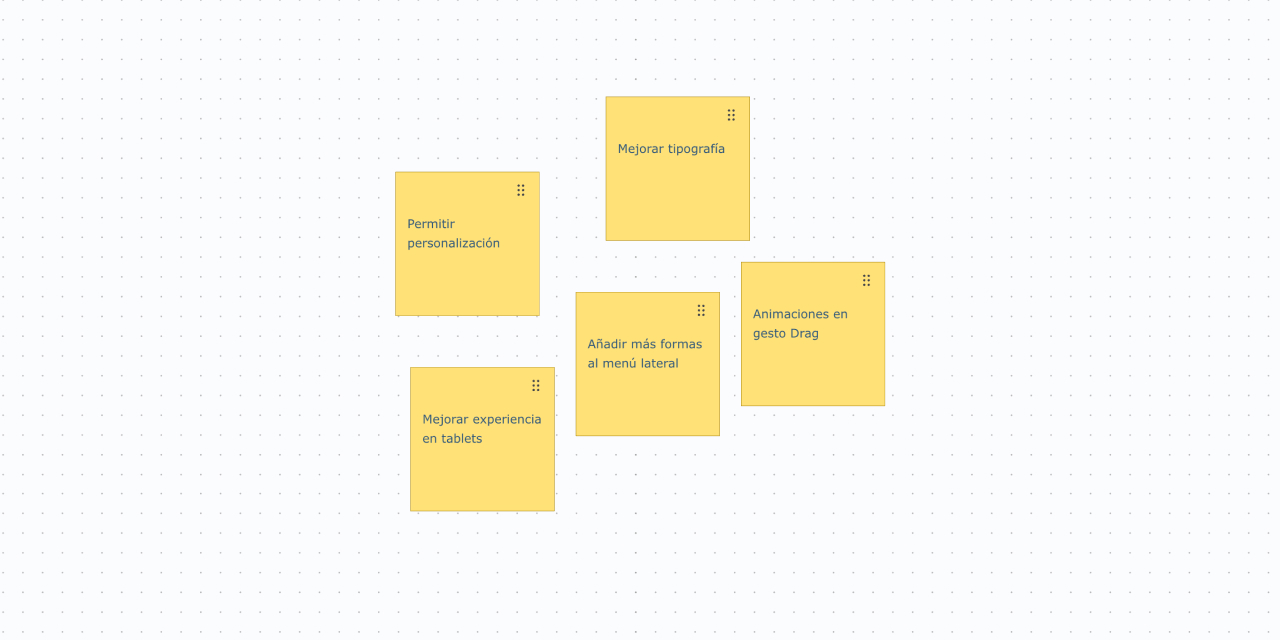 Mejorar tipografía
Permitir
personalización
Animaciones en
gesto Drag
Añadir más formas
al menú lateral
Mejorar experiencia
en tablets